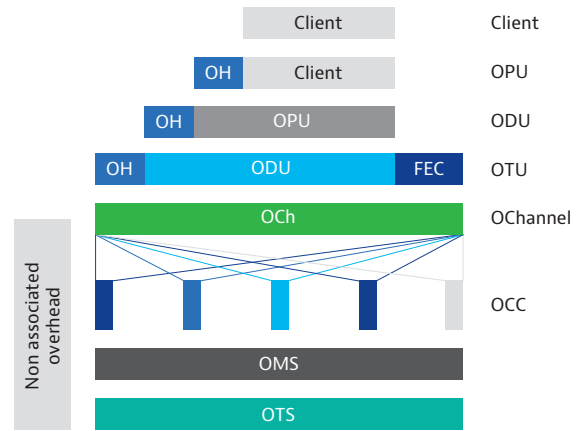 Client Client
OH Client OPU
OH OPU ODU
OH ODU FEC OTU
OCh OChannel
Non associated
overhead
OCC
OMS
OTS